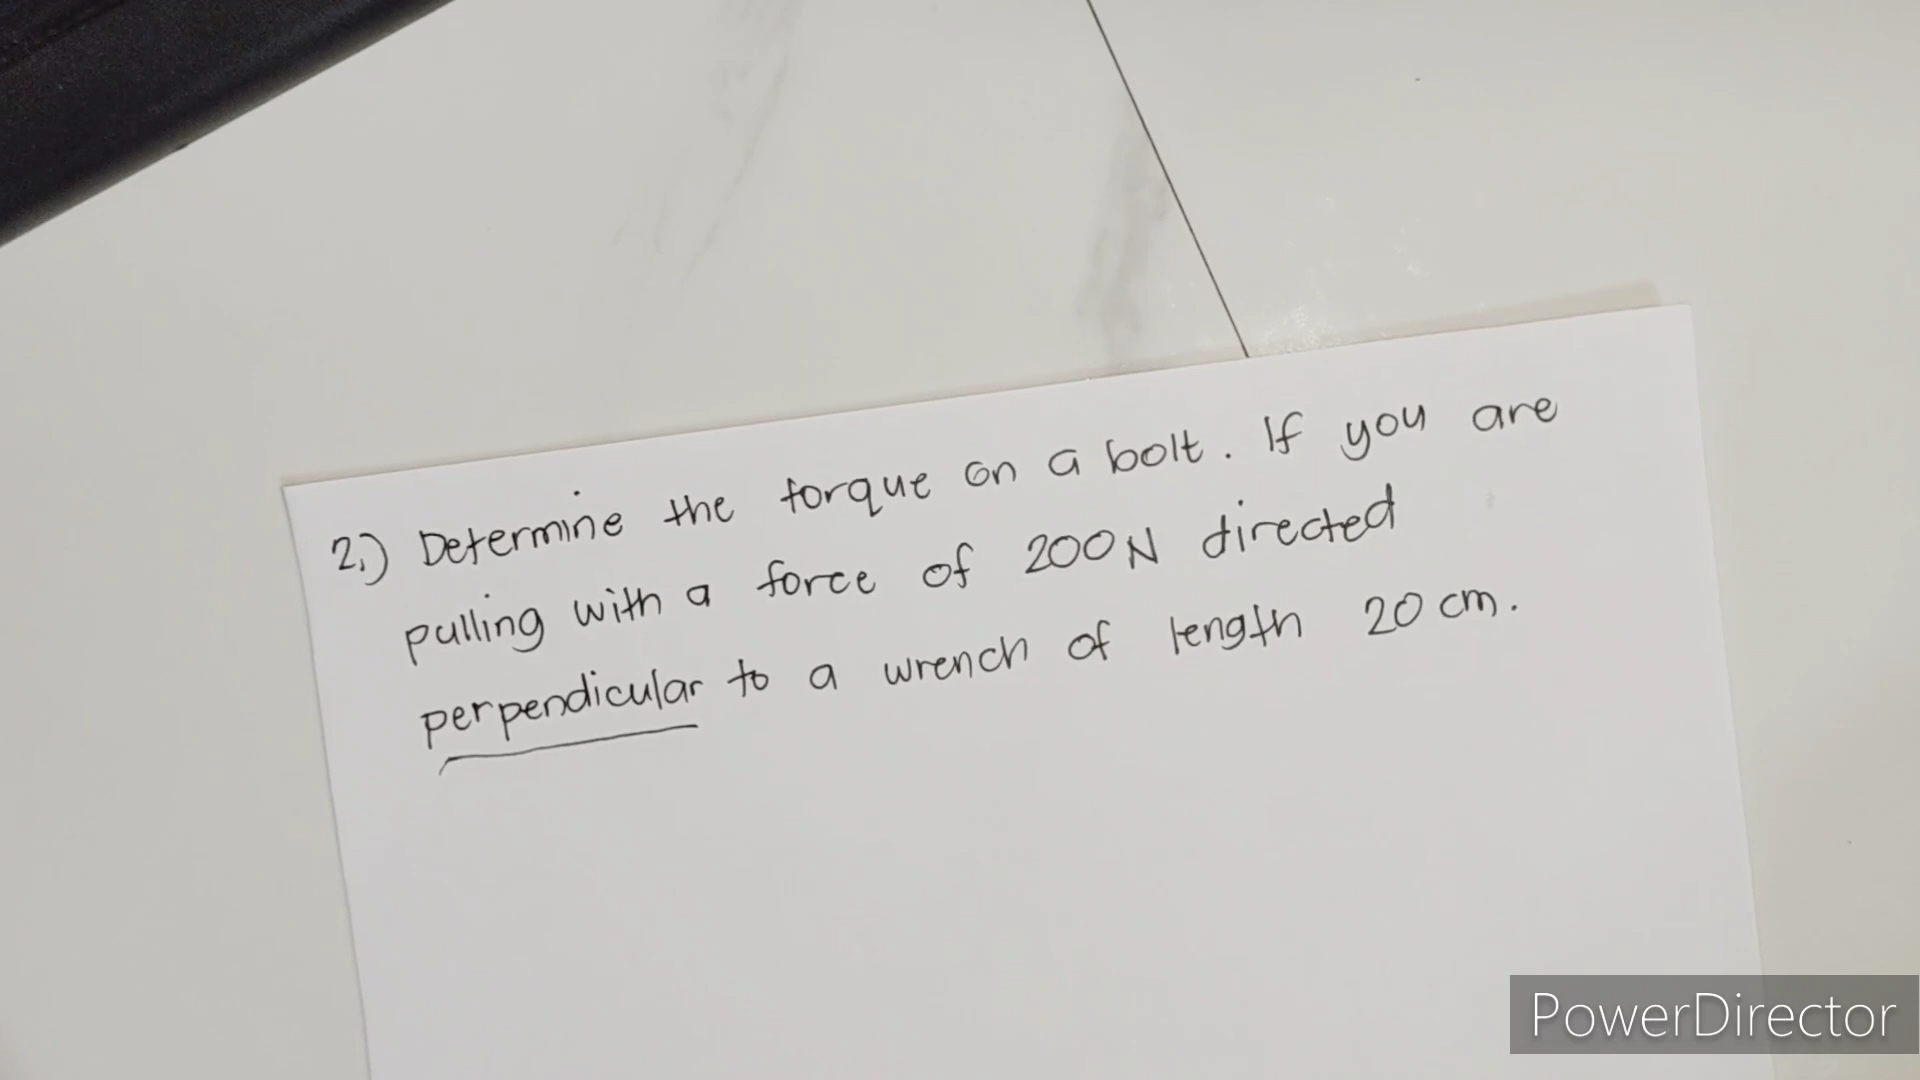 2.) Determine the torque on a bolt. If you are
pulling with a force of 200N directed
perpendicular to a wrench of length 20 cm.
PowerDirector